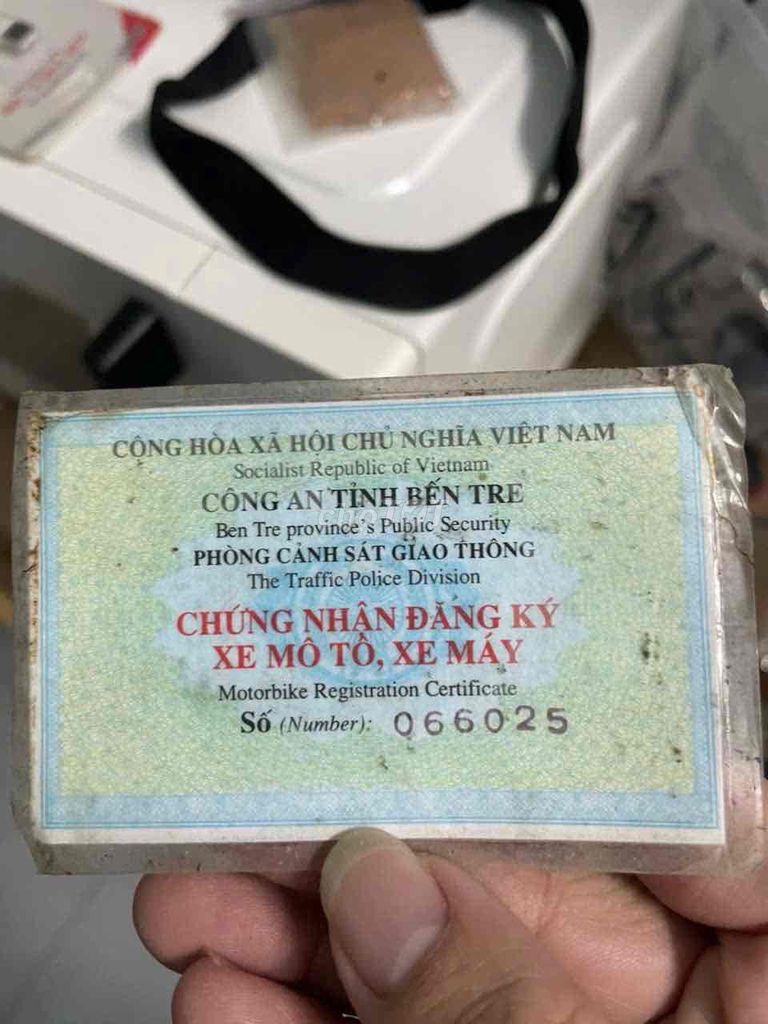 CỘNG HÒA XÃ HỘI CHỦ NGHĨA VIỆT NAM
Socialist Republic of Vietnam
CÔNG AN TỈNH BẾN TRE
Ben Tre province's Public Security
PHÒNG CẢNH SÁT GIAO THÔNG
The Traffic Police Division
CHỨNG NHẬN ĐĂNG KÝ
XE MÔ TÔ, XE MÁY
Motorbike Registration Certificate
Số (Number): 066025